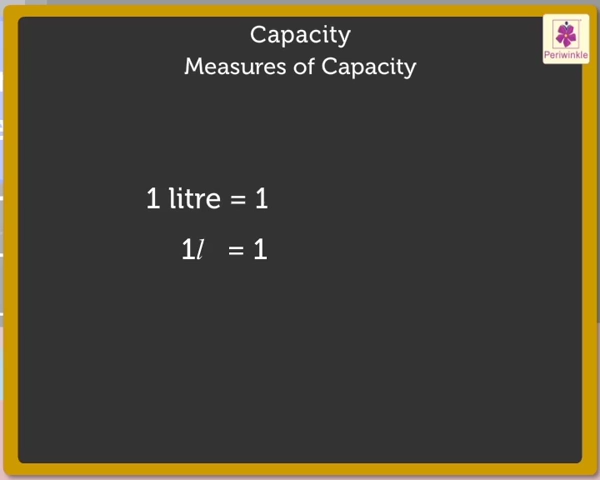 Capacity
Measures of Capacity
Periwinkle
1 litre = 1
1l = 1